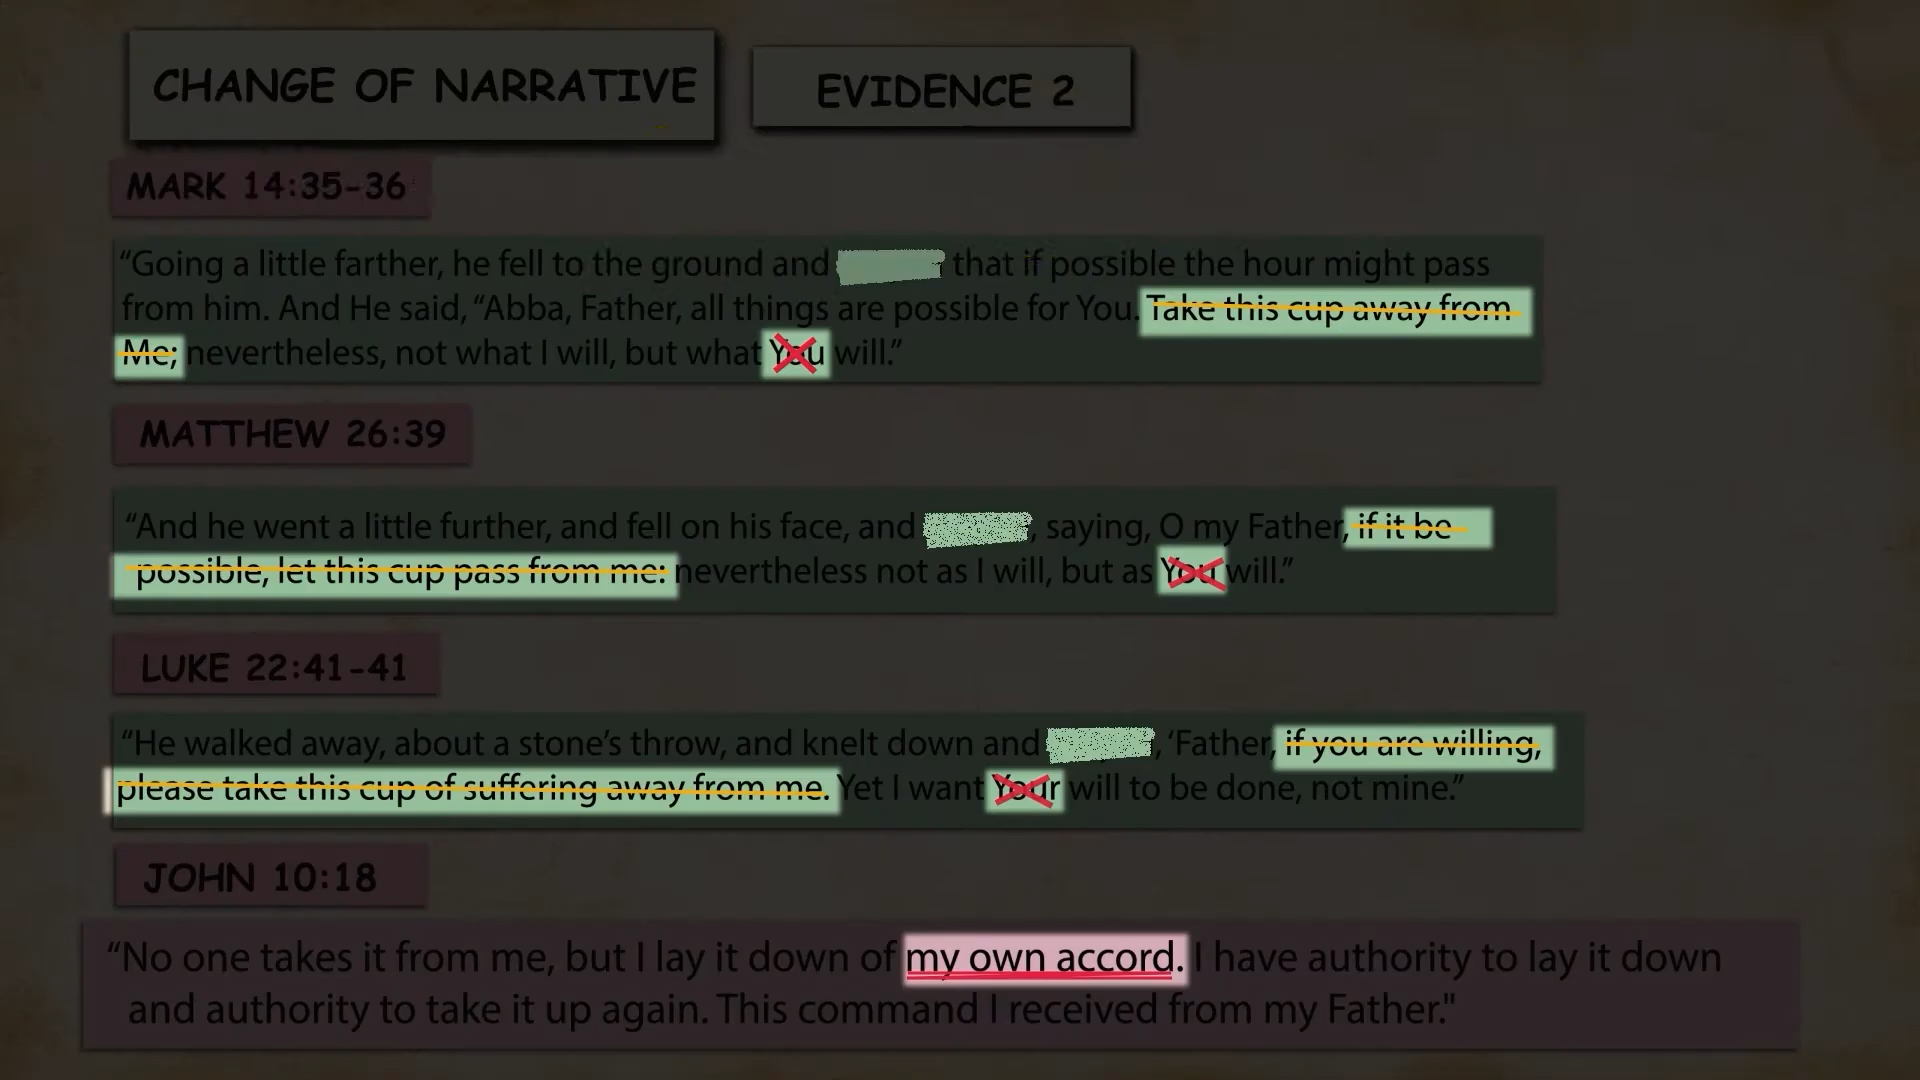 CHANGE OF NARRATIVE
EVIDENCE 2
MARK 14:35-36
“Going a little farther, he fell to the ground and that if possible the hour might pass
from him. And He said, “Abba, Father, all things are possible for You. Take this cup away from
Me; nevertheless, not what I will, but what You will.”
MATTHEW 26:39
“And he went a little further, and fell on his face, and , saying, O my Father, if it be
possible, let this cup pass from me: nevertheless not as I will, but as You will.”
LUKE 22:41-41
“He walked away, about a stone’s throw, and knelt down and , ‘Father, if you are willing,
please take this cup of suffering away from me. Yet I want Your will to be done, not mine.”
JOHN 10:18
“No one takes it from me, but I lay it down of my own accord. I have authority to lay it down
and authority to take it up again. This command I received from my Father."